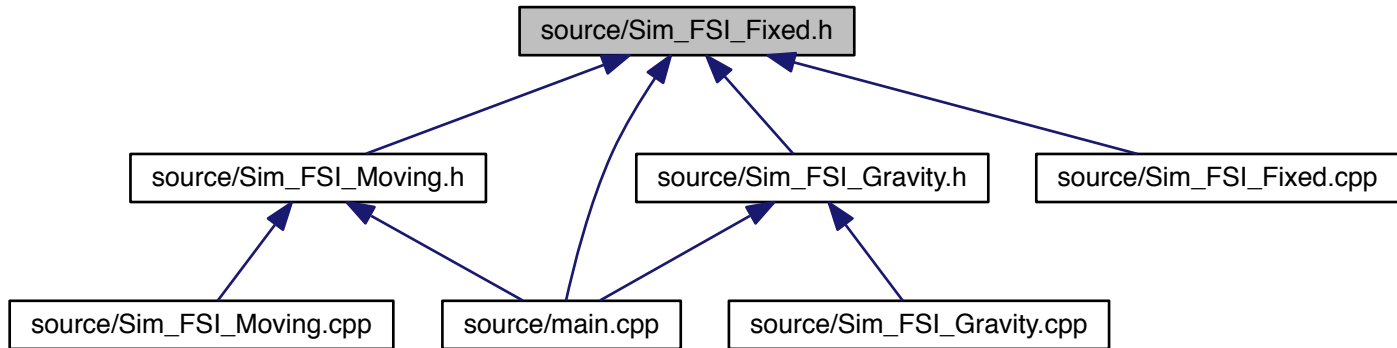 source/Sim_FSI_Fixed.h
source/Sim_FSI_Moving.h
source/Sim_FSI_Gravity.h
source/Sim_FSI_Fixed.cpp
source/Sim_FSI_Moving.cpp
source/main.cpp
source/Sim_FSI_Gravity.cpp